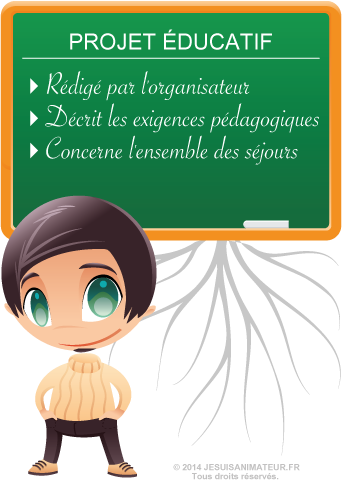 PROJET ÉDUCATIF
Rédigé par l'organisateur
Décrit les exigences pédagogiques
Concerne l'ensemble des séjours
© 2014 JESUISANIMATEUR.FR
Tous droits réservés.